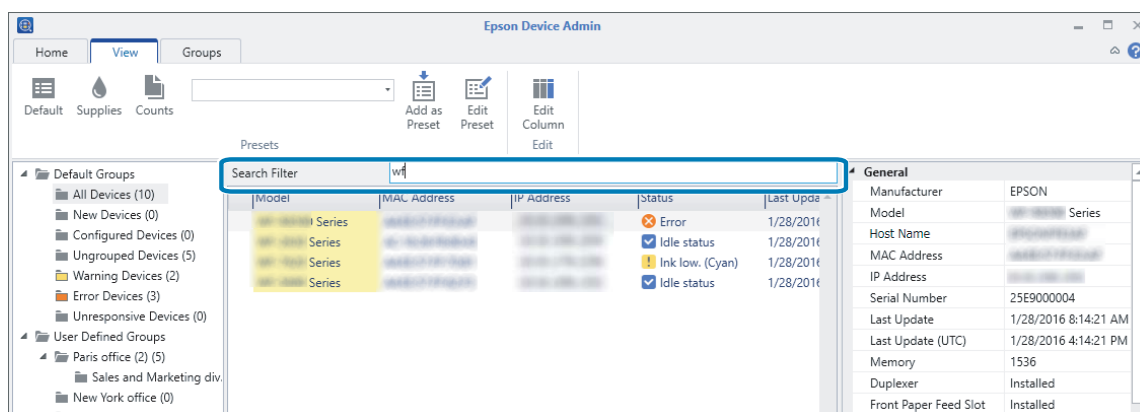 Epson Device Admin
Home View Groups
Default Supplies Counts Add as Preset Edit Preset Edit Column
Presets Edit
Default Groups
All Devices (10)
New Devices (0)
Configured Devices (0)
Ungrouped Devices (5)
Warning Devices (2)
Error Devices (3)
Unresponsive Devices (0)
User Defined Groups
Paris office (2) (5)
Sales and Marketing div.
New York office (0)
Search Filter wf
Model MAC Address IP Address Status Last Upda
Series Error 1/28/2016
Series Idle status 1/28/2016
Series Ink low. (Cyan) 1/28/2016
Series Idle status 1/28/2016
General
Manufacturer EPSON
Model Series
Host Name
MAC Address
IP Address
Serial Number 25E9000004
Last Update 1/28/2016 8:14:21 AM
Last Update (UTC) 1/28/2016 4:14:21 PM
Memory 1536
Duplexer Installed
Front Paper Feed Slot Installed